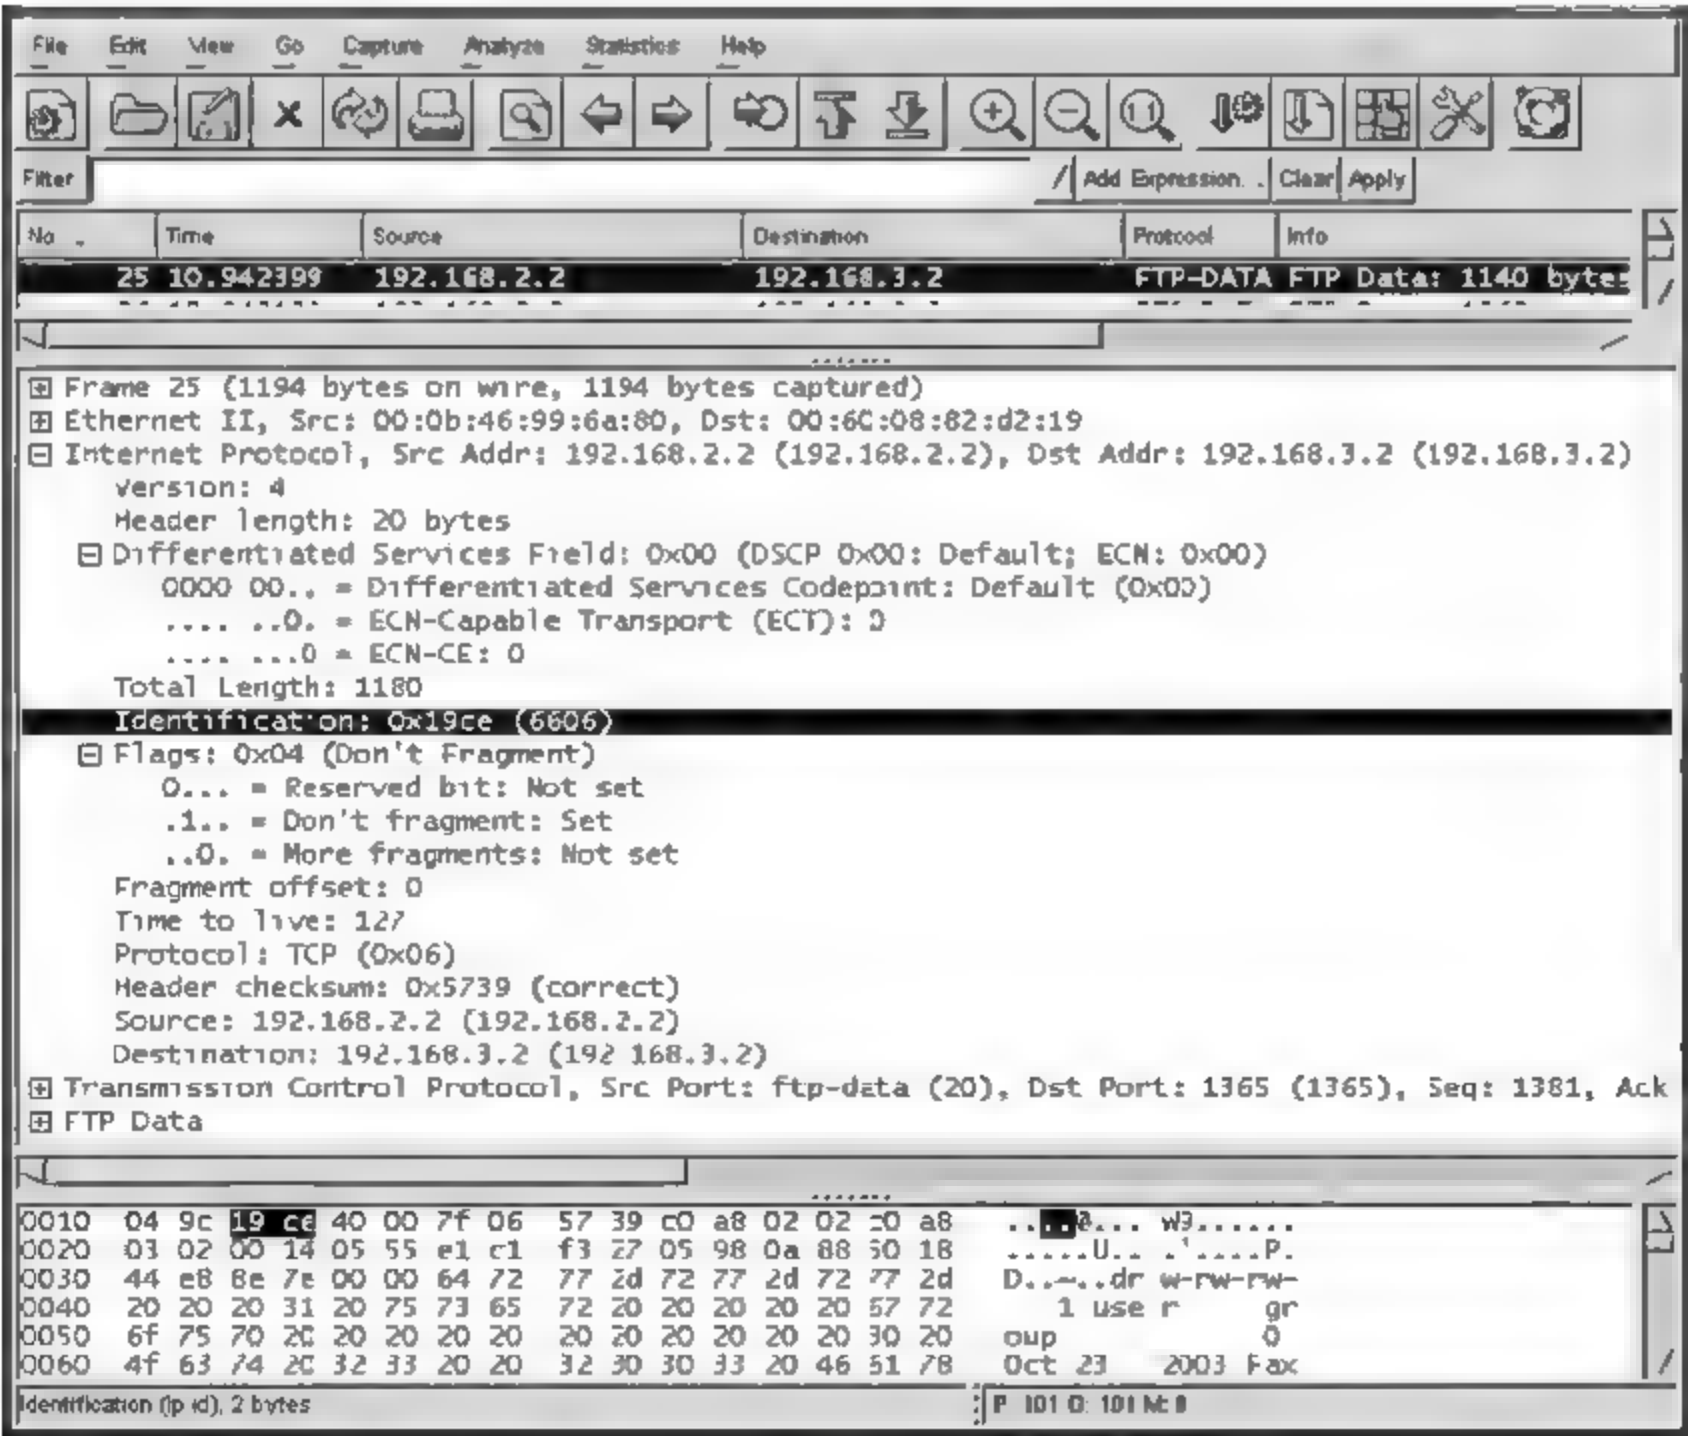 File Edit View Go Capture Analyze Statistics Help
Filter Add Expression... Clear Apply
No. Time Source Destination Protocol Info
25 10.942399 192.168.2.2 192.168.3.2 FTP-DATA FTP Data: 1140 bytes
Frame 25 (1194 bytes on wire, 1194 bytes captured)
Ethernet II, Src: 00:0b:46:99:6a:80, Dst: 00:60:08:82:d2:19
Internet Protocol, Src Addr: 192.168.2.2 (192.168.2.2), Dst Addr: 192.168.3.2 (192.168.3.2)
Version: 4
Header length: 20 bytes
Differentiated Services Field: 0x00 (DSCP 0x00: Default; ECN: 0x00)
0000 00.. = Differentiated Services Codepoint: Default (0x00)
.... ..0. = ECN-Capable Transport (ECT): 0
.... ...0 = ECN-CE: 0
Total Length: 1180
Identification: 0x19ce (6606)
Flags: 0x04 (Don't Fragment)
0... = Reserved bit: Not set
.1.. = Don't fragment: Set
..0. = More fragments: Not set
Fragment offset: 0
Time to live: 127
Protocol: TCP (0x06)
Header checksum: 0x5739 (correct)
Source: 192.168.2.2 (192.168.2.2)
Destination: 192.168.3.2 (192.168.3.2)
Transmission Control Protocol, Src Port: ftp-data (20), Dst Port: 1365 (1365), Seq: 1381, Ack
FTP Data
0010 04 9c 19 ce 40 00 7f 06 57 39 c0 a8 02 02 c0 a8 ....@... W9......
0020 03 02 00 14 05 55 e1 c1 f3 27 05 98 0a 88 50 18 .....U.. .'....P.
0030 44 e8 8e 7e 00 00 64 72 77 2d 72 77 2d 72 77 2d D..~..dr w-rw-rw-
0040 20 20 20 31 20 75 73 65 72 20 20 20 20 20 67 72 1 use r gr
0050 6f 75 70 20 20 20 20 20 20 20 20 20 20 20 30 20 oup 0
0060 4f 63 74 20 32 33 20 20 32 30 30 33 20 46 61 78 Oct 23 2003 Fax
Identification (ip.id), 2 bytes P: 101 D: 101 M: 0